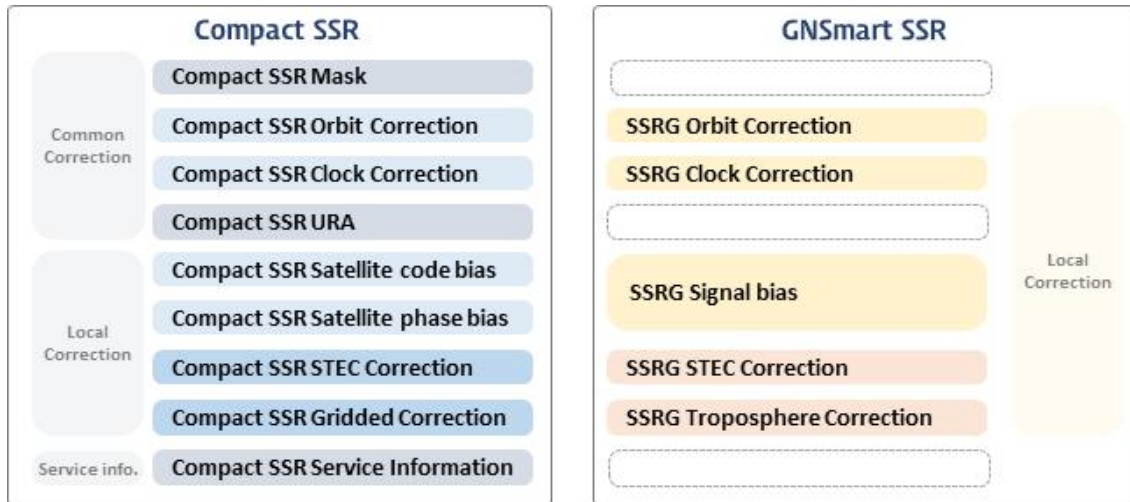 Compact SSR
Common
Correction
Compact SSR Mask
Compact SSR Orbit Correction
Compact SSR Clock Correction
Compact SSR URA
Local
Correction
Compact SSR Satellite code bias
Compact SSR Satellite phase bias
Compact SSR STEC Correction
Compact SSR Gridded Correction
Service info.
Compact SSR Service Information
GNSmart SSR
SSRG Orbit Correction
SSRG Clock Correction
SSRG Signal bias
SSRG STEC Correction
SSRG Troposphere Correction
Local
Correction